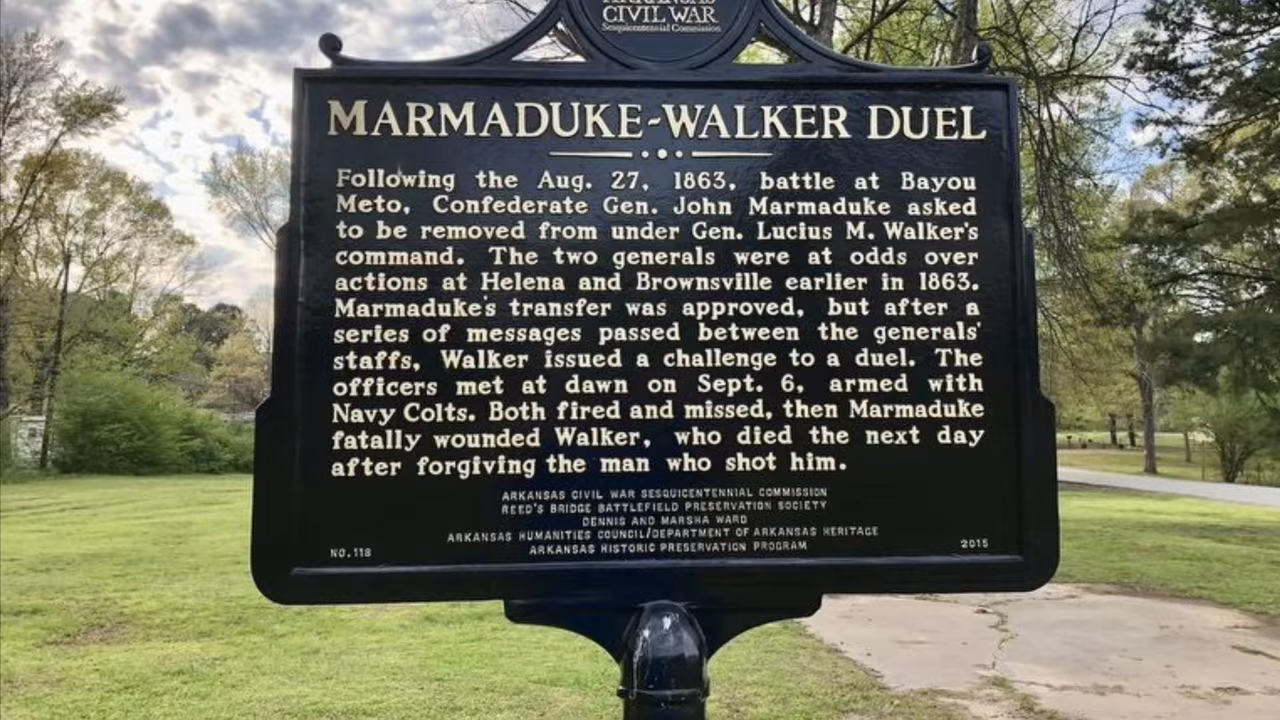 CIVIL WAR
Sesquicentennial Commission
MARMADUKE-WALKER DUEL
Following the Aug. 27, 1863, battle at Bayou
Meto, Confederate Gen. John Marmaduke asked
to be removed from under Gen. Lucius M. Walker's
command. The two generals were at odds over
actions at Helena and Brownsville earlier in 1863.
Marmaduke's transfer was approved, but after a
series of messages passed between the generals'
staffs, Walker issued a challenge to a duel. The
officers met at dawn on Sept. 6, armed with
Navy Colts. Both fired and missed, then Marmaduke
fatally wounded Walker, who died the next day
after forgiving the man who shot him.
ARKANSAS CIVIL WAR SESQUICENTENNIAL COMMISSION
REED'S BRIDGE BATTLEFIELD PRESERVATION SOCIETY
DENNIS AND MARSHA WARD
ARKANSAS HUMANITIES COUNCIL/DEPARTMENT OF ARKANSAS HERITAGE
ARKANSAS HISTORIC PRESERVATION PROGRAM
NO.118
2015